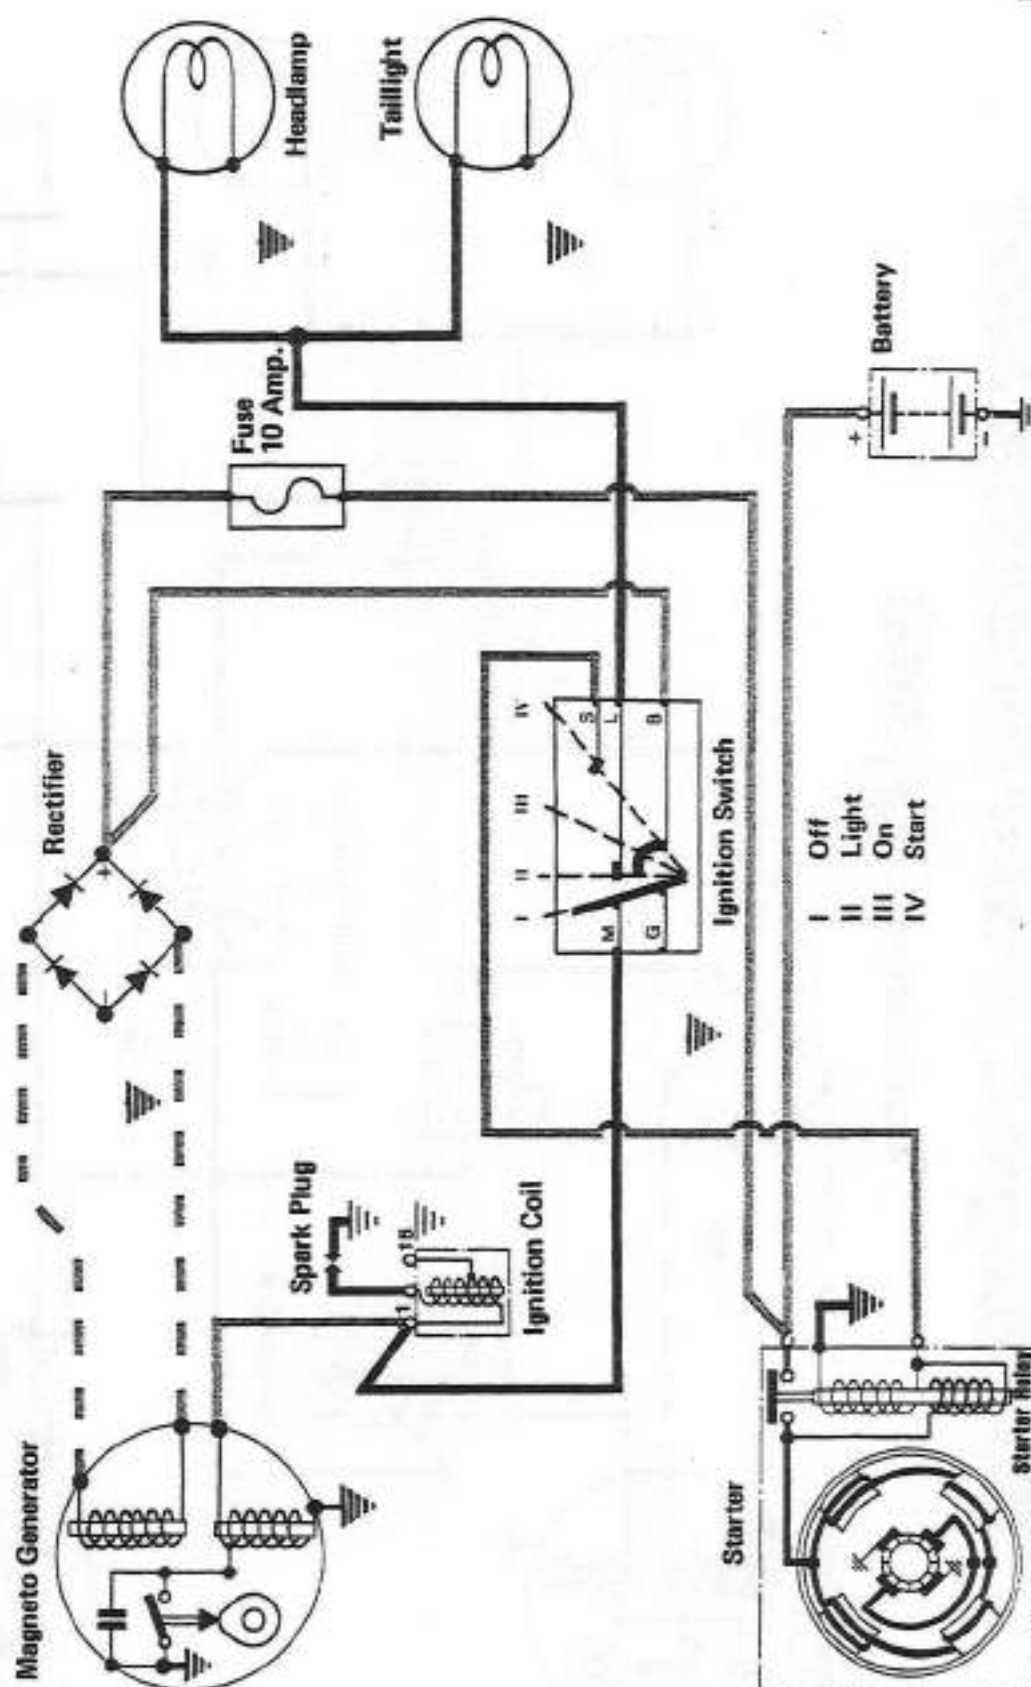 Magneto Generator
Rectifier
Fuse
10 Amp.
Headlamp
Taillight
Spark Plug
1
15
Ignition Coil
+
–
I
II
III
IV
M
G
S
L
B
Ignition Switch
I Off
II Light
III On
IV Start
Starter
Starter Relay
Battery
+
–